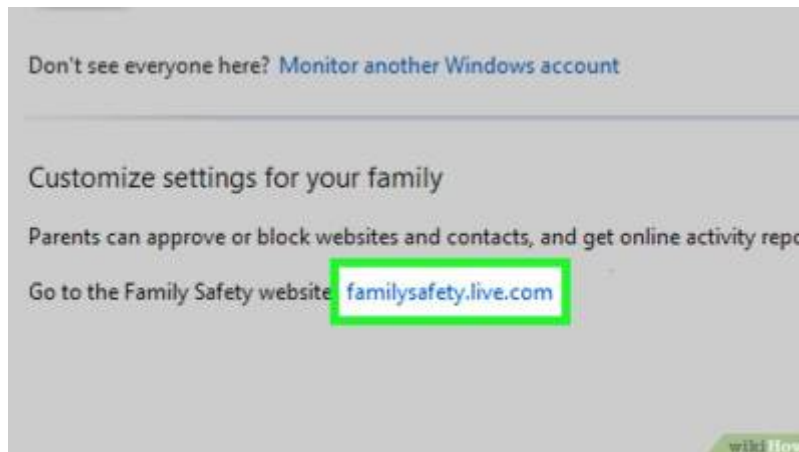 Don't see everyone here? Monitor another Windows account
Customize settings for your family
Parents can approve or block websites and contacts, and get online activity repo
Go to the Family Safety website familysafety.live.com
wikiHow